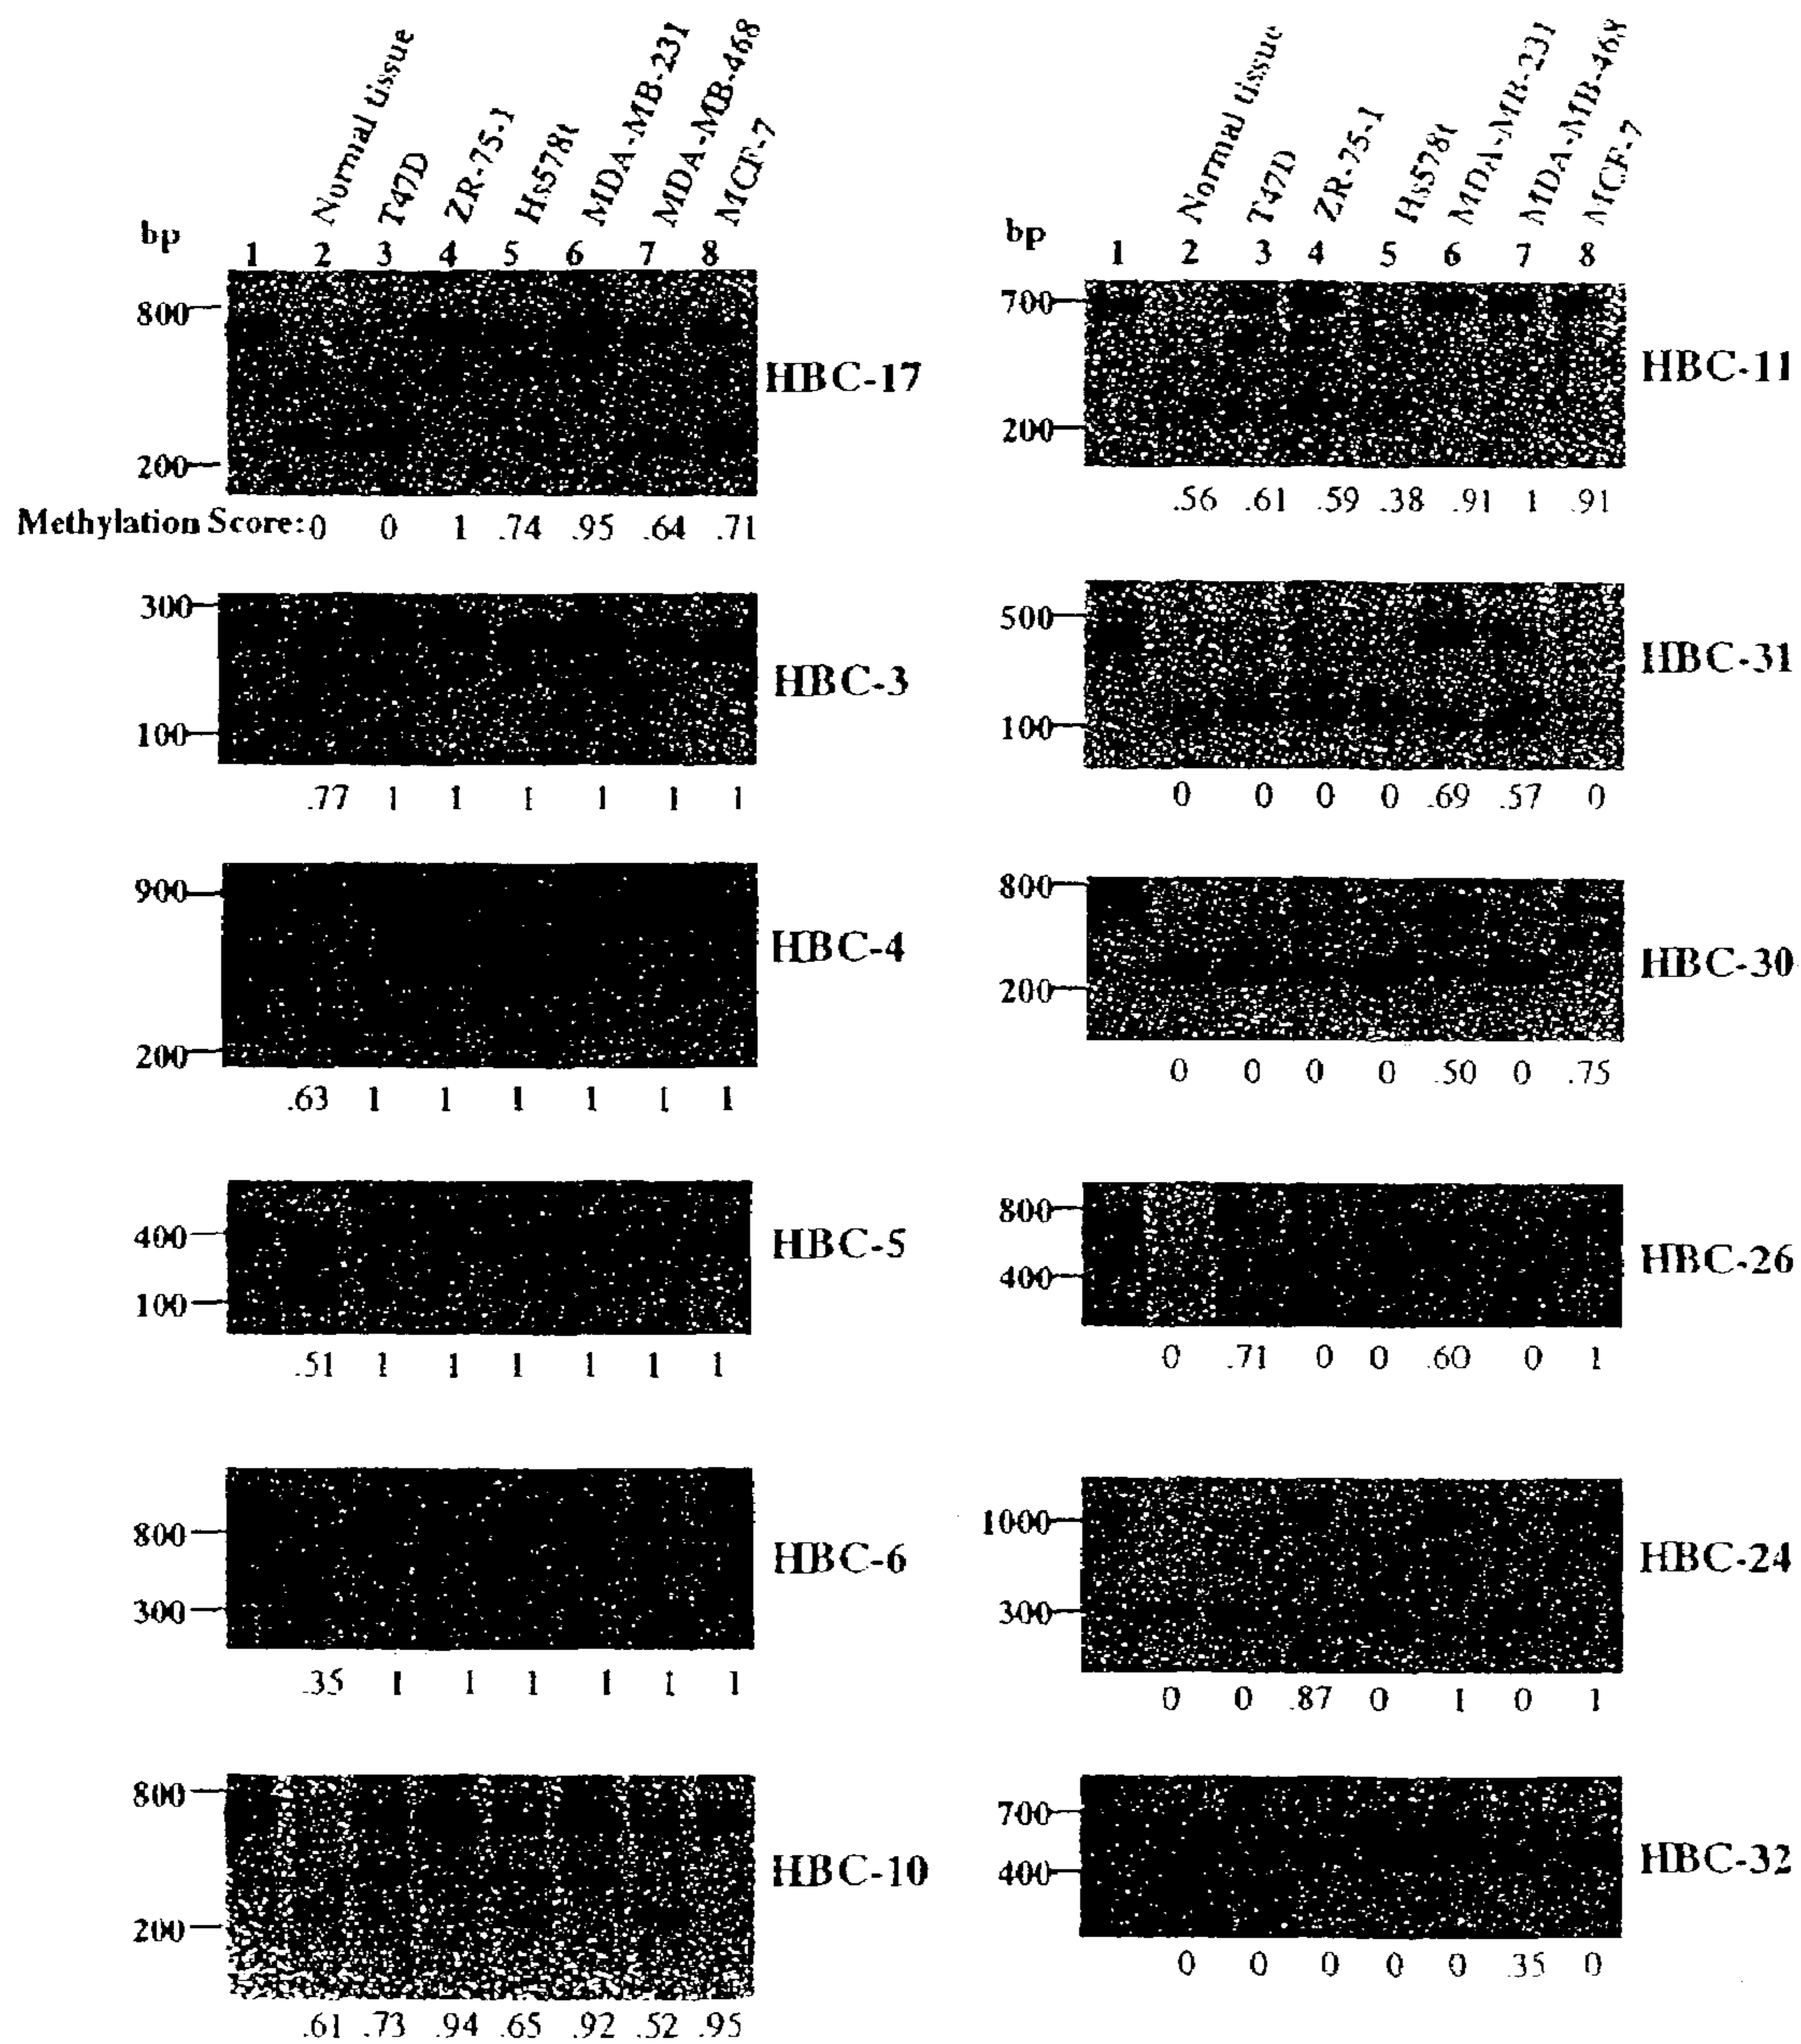 Normal tissue
T47D
ZR-75-1
Hs578t
MDA-MB-231
MDA-MB-468
MCF-7
bp
1 2 3 4 5 6 7 8
800
HBC-17
200
Methylation Score: 0 0 1 .74 .95 .64 .71
300
HBC-3
100
.77 1 1 1 1 1 1
900
HBC-4
200
.63 1 1 1 1 1 1
400
HBC-5
100
.51 1 1 1 1 1 1
800
HBC-6
300
.35 1 1 1 1 1 1
800
HBC-10
200
.61 .73 .94 .65 .92 .52 .95
Normal tissue
T47D
ZR-75-1
Hs578t
MDA-MB-231
MDA-MB-468
MCF-7
bp
1 2 3 4 5 6 7 8
700
HBC-11
200
.56 .61 .59 .38 .91 1 .91
500
HBC-31
100
0 0 0 0 .69 .57 0
800
HBC-30
200
0 0 0 0 .50 0 .75
800
HBC-26
400
0 .71 0 0 .60 0 1
1000
HBC-24
300
0 0 .87 0 1 0 1
700
HBC-32
400
0 0 0 0 0 .35 0